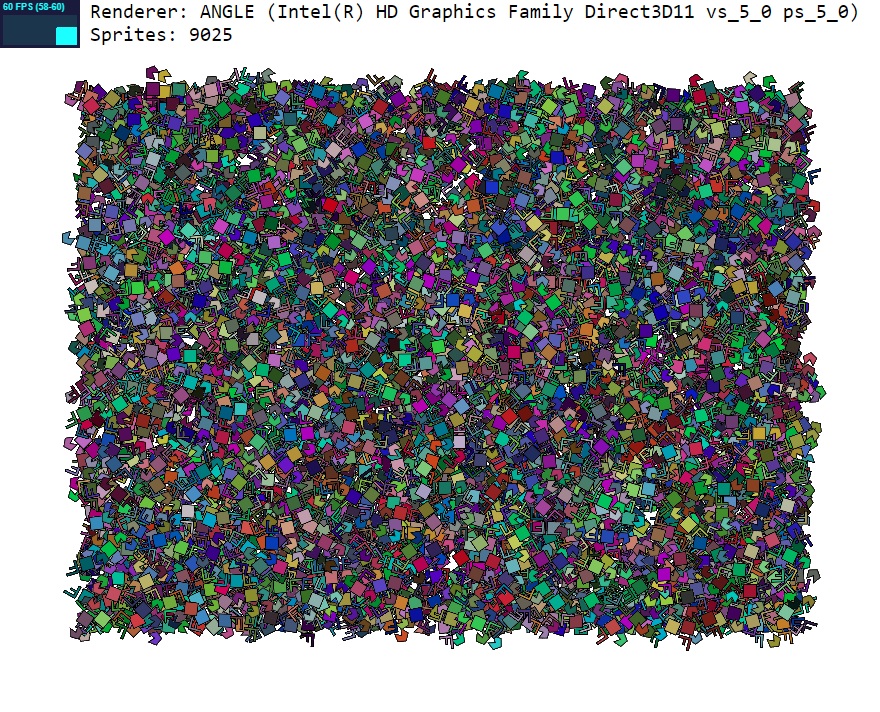 60 FPS (58-60)
Renderer: ANGLE (Intel(R) HD Graphics Family Direct3D11 vs_5_0 ps_5_0)
Sprites: 9025